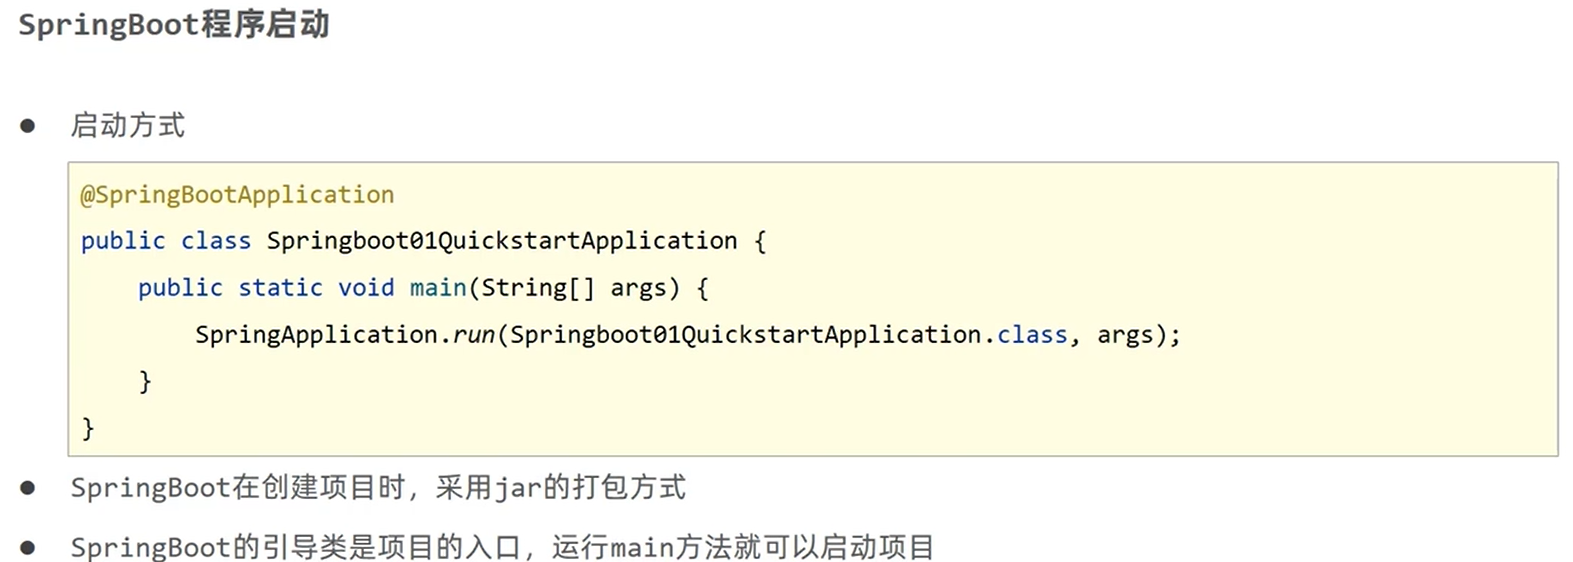 SpringBoot程序启动
● 启动方式
@SpringBootApplication
public class Springboot01QuickstartApplication {
    public static void main(String[] args) {
        SpringApplication.run(Springboot01QuickstartApplication.class, args);
    }
}
● SpringBoot在创建项目时，采用jar的打包方式
● SpringBoot的引导类是项目的入口，运行main方法就可以启动项目